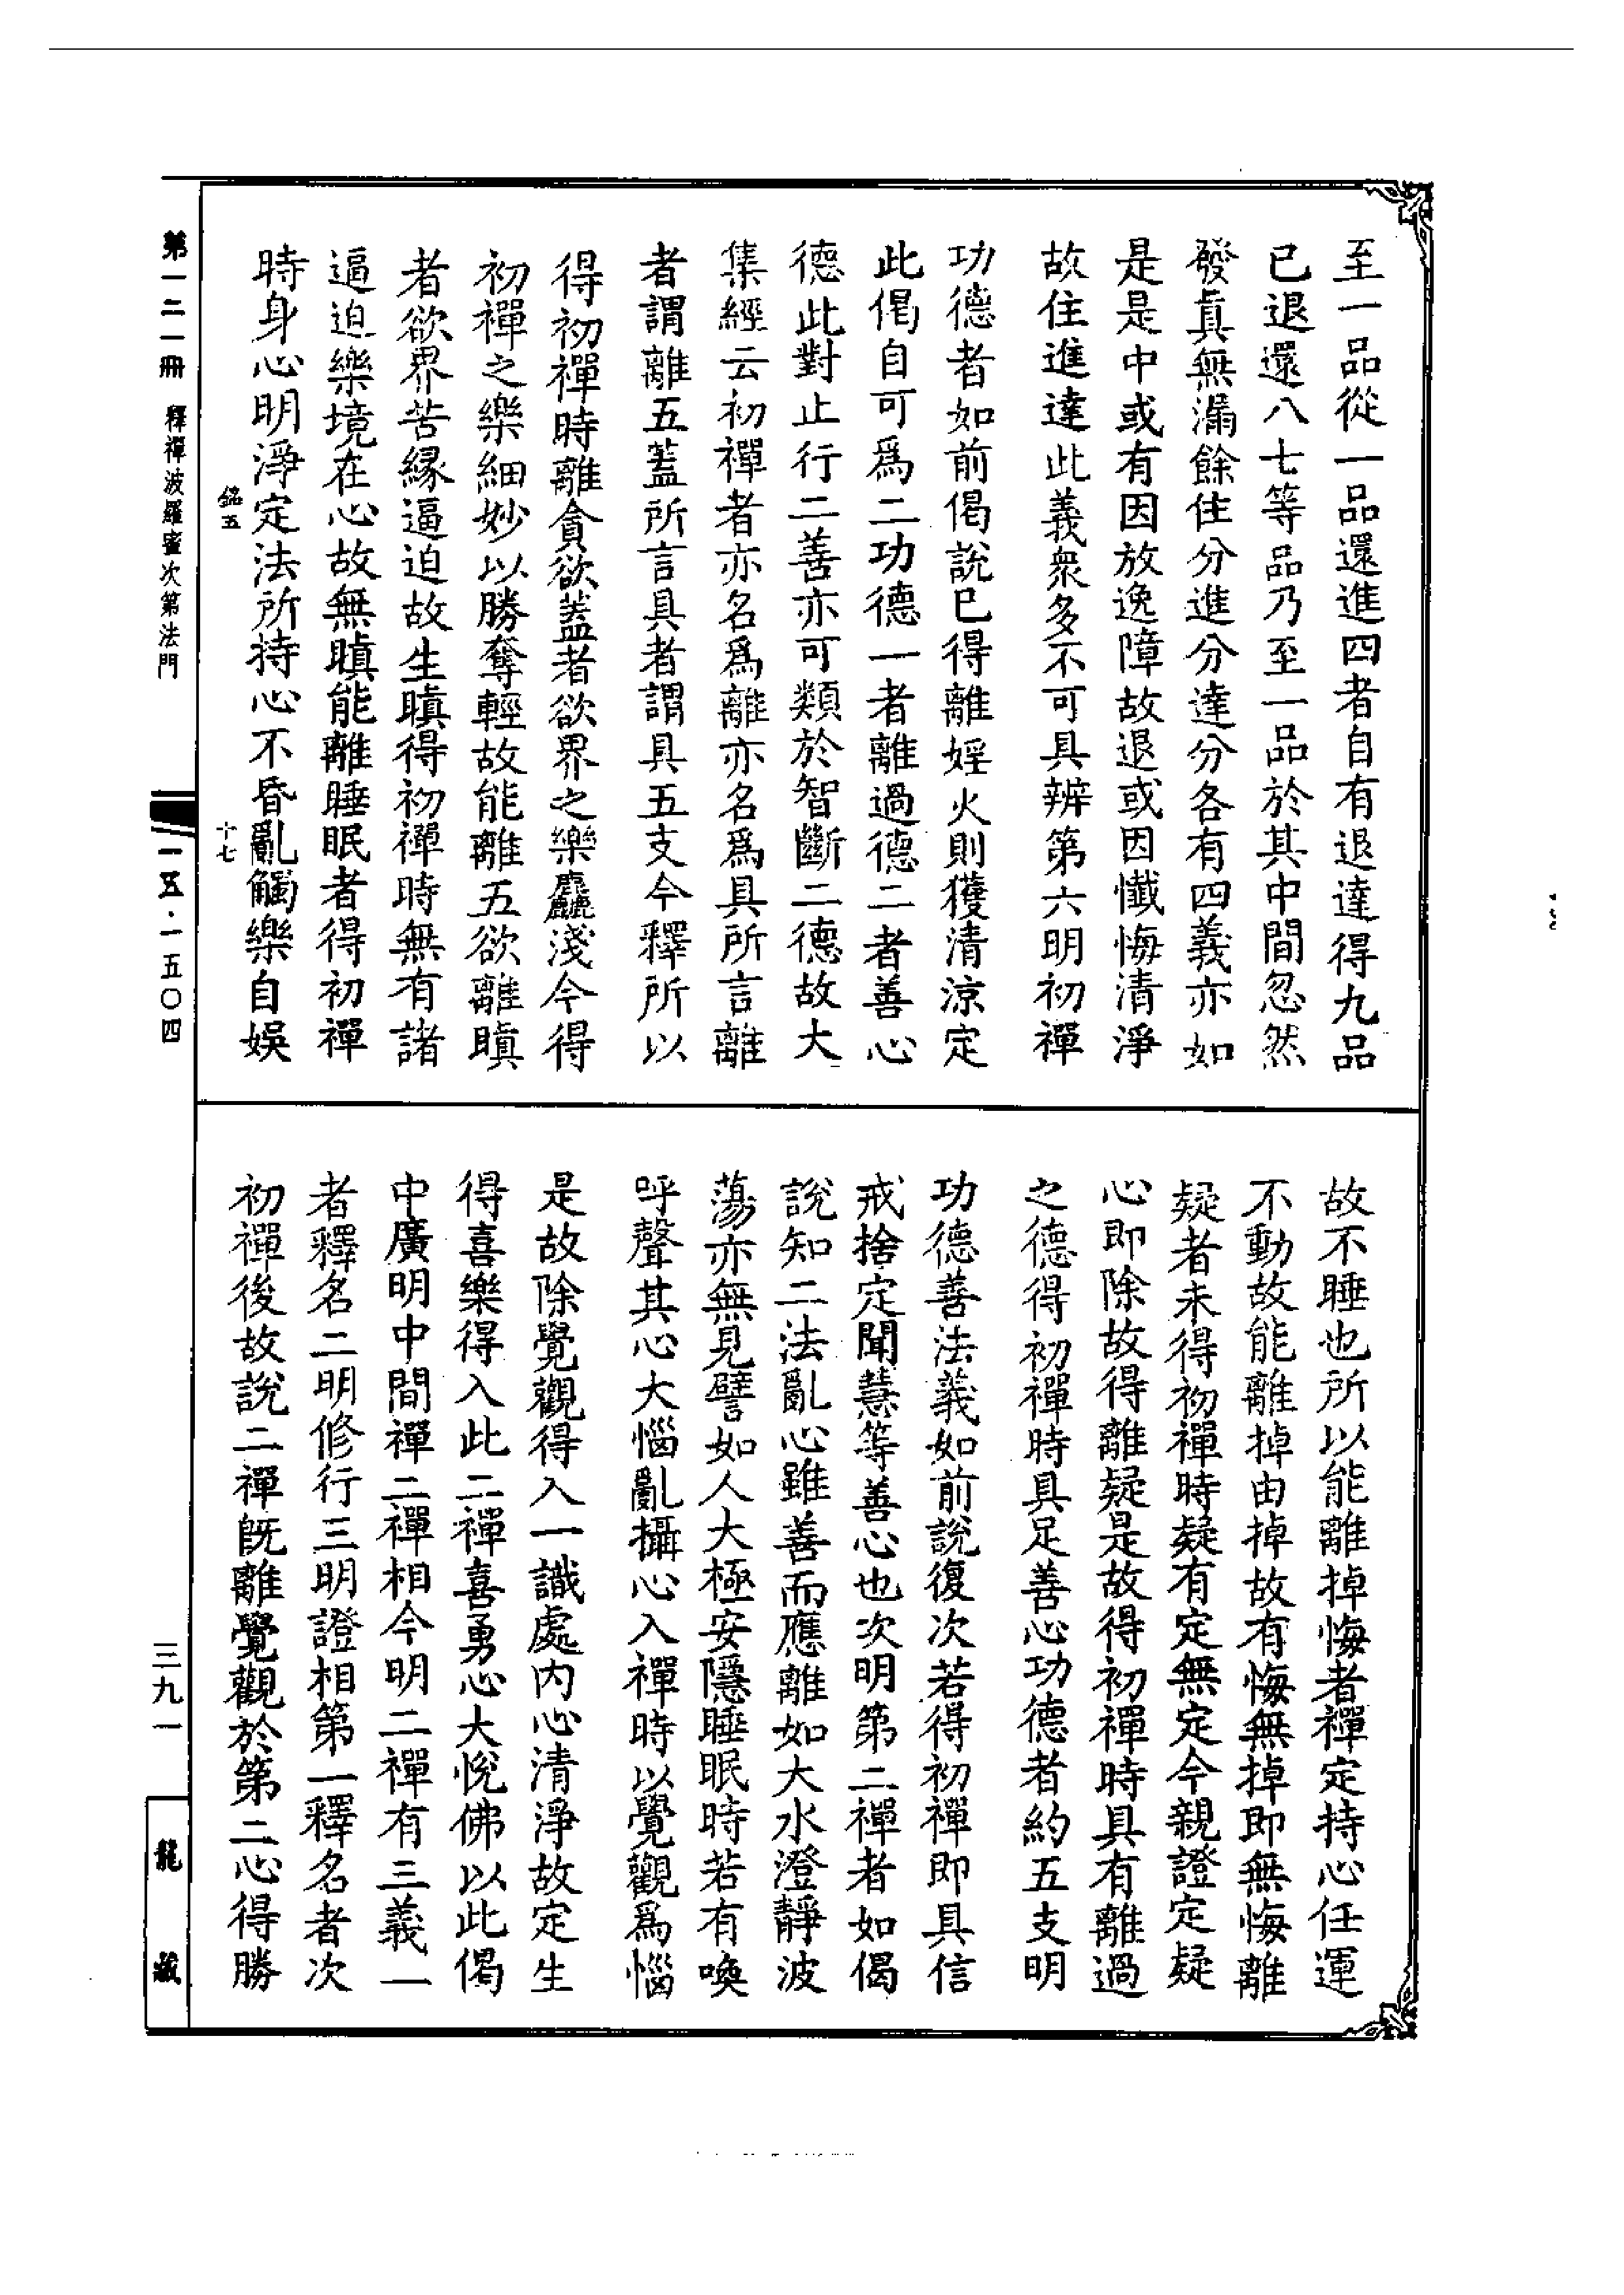 至一品從一品還進四者自有退達得九品
已退還八七等品乃至一品於其中間忽然
發真無漏餘住分進分達分各有四義亦如
是是中或有因放逸障故退或因懺悔清淨
故住進達此義衆多不可具辨第六明初禪
功德者如前偈說已得離婬火則獲清涼定
此偈自可為二功德一者離過德二者善心
德此對止行二善亦可類於智斷二德故大
集經云初禪者亦名為離亦名為具所言離
者謂離五蓋所言具者謂具五支今釋所以
得初禪時離貪欲蓋者欲界之樂麤淺今得
初禪之樂細妙以勝奪輕故能離五欲離瞋
者欲界苦緣逼迫故生瞋得初禪時無有諸
逼迫樂境在心故無瞋能離睡眠者得初禪
時身心明淨定法所持心不昏亂觸樂自娛
故不睡也所以能離掉悔者禪定持心任運
不動故能離掉由掉故有悔無掉即無悔離
疑者未得初禪時疑有定無定今親證定疑
心即除故得離疑是故得初禪時具有離過
之德得初禪時具足善心功德者約五支明
功德善法義如前說復次若得初禪即具信
戒捨定聞慧等善心也次明第二禪者如偈
說知二法亂心雖善而應離如大水澄靜波
蕩亦無見譬如人大極安隱睡眠時若有喚
呼聲其心大惱亂攝心入禪時以覺觀為惱
是故除覺觀得入一識處內心清淨故定生
得喜樂得入此二禪喜勇心大悅佛以此偈
中廣明中間禪二禪相今明二禪有三義一
者釋名二明修行三明證相第一釋名者次
初禪後故說二禪旣離覺觀於第二心得勝
銘五
十七
第一二一冊　釋禪波羅蜜次第法門
一五·一五〇四
三九一
龍藏